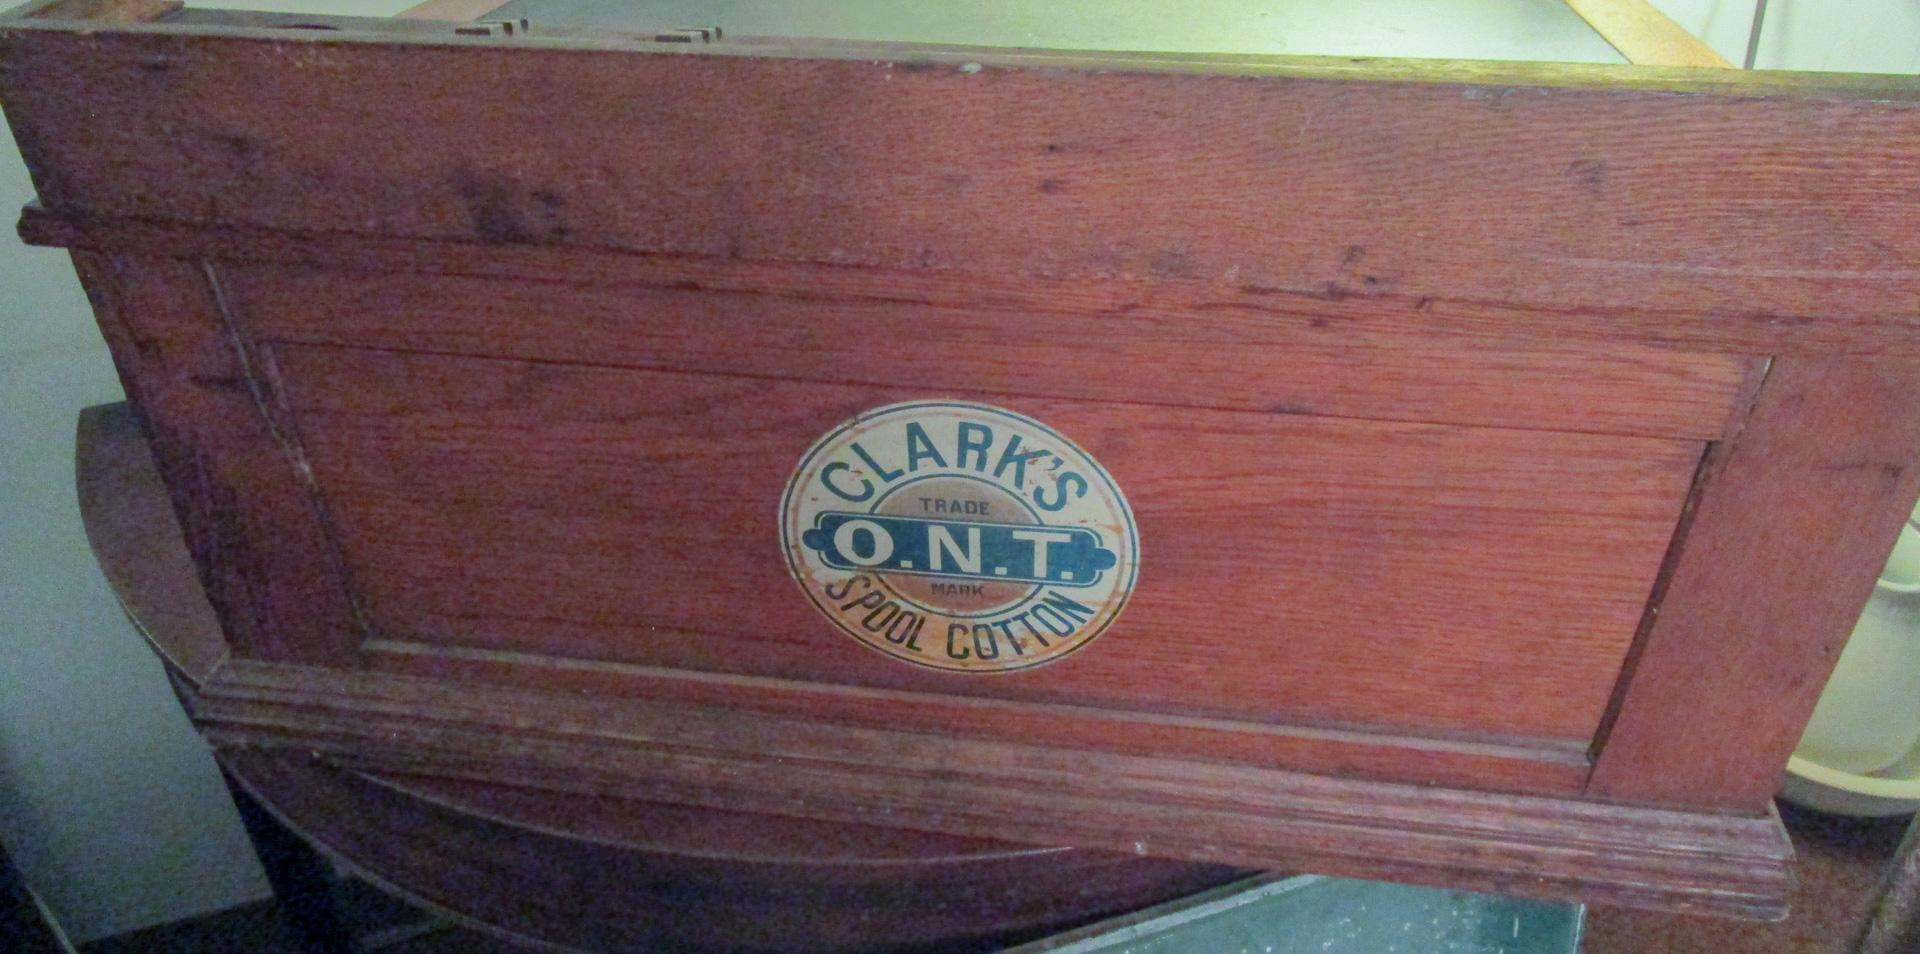 CLARK'S
TRADE
O.N.T.
MARK
SPOOL COTTON